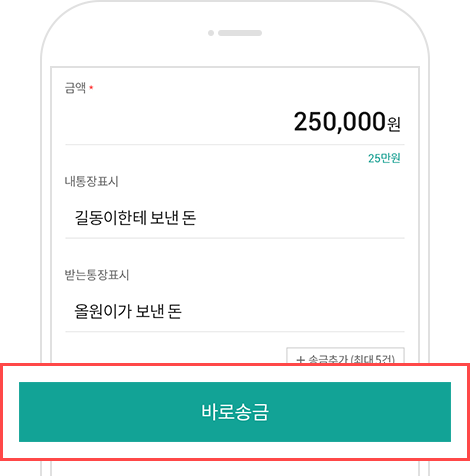 금액 *
250,000원
25만원
내통장표시
길동이한테 보낸 돈
받는통장표시
올원이가 보낸 돈
+ 송금추가 (최대 5건)
바로송금